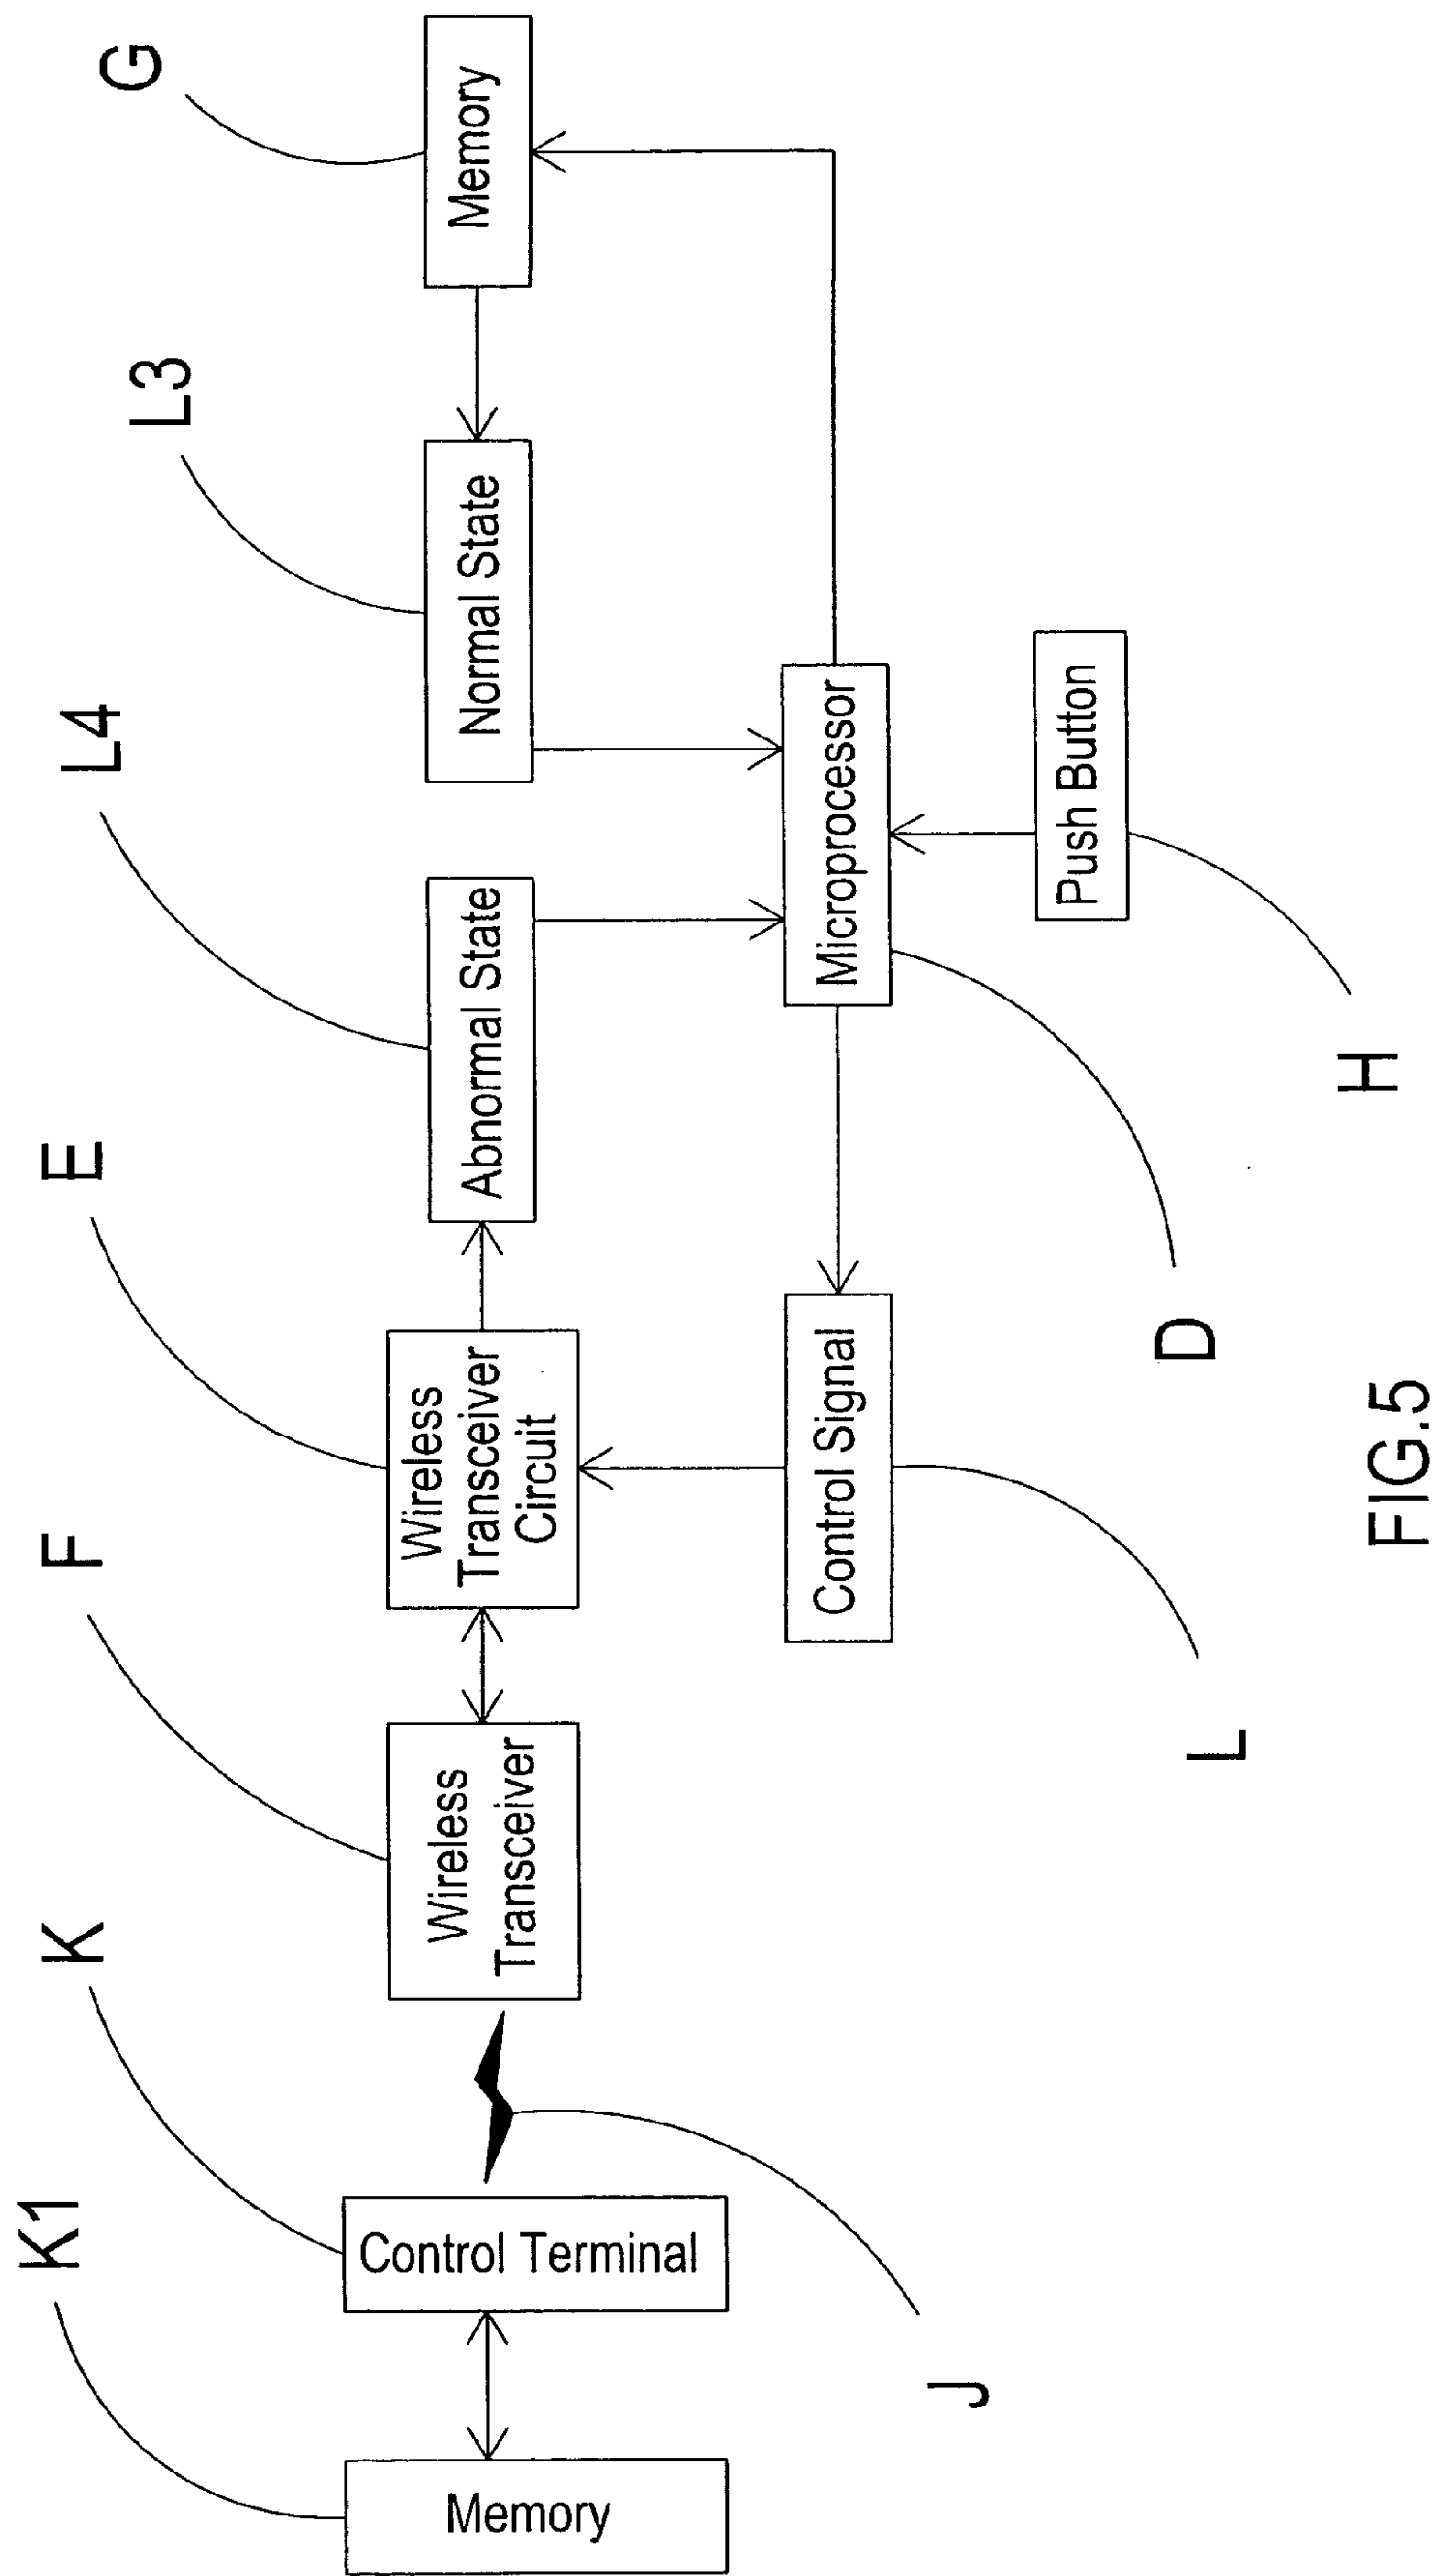 K1
K
F
E
L4
L3
G
Memory
Control Terminal
Wireless
Transceiver
Wireless
Transceiver
Circuit
Abnormal State
Normal State
Memory
Control Signal
Microprocessor
Push Button
J
L
D
H
FIG.5